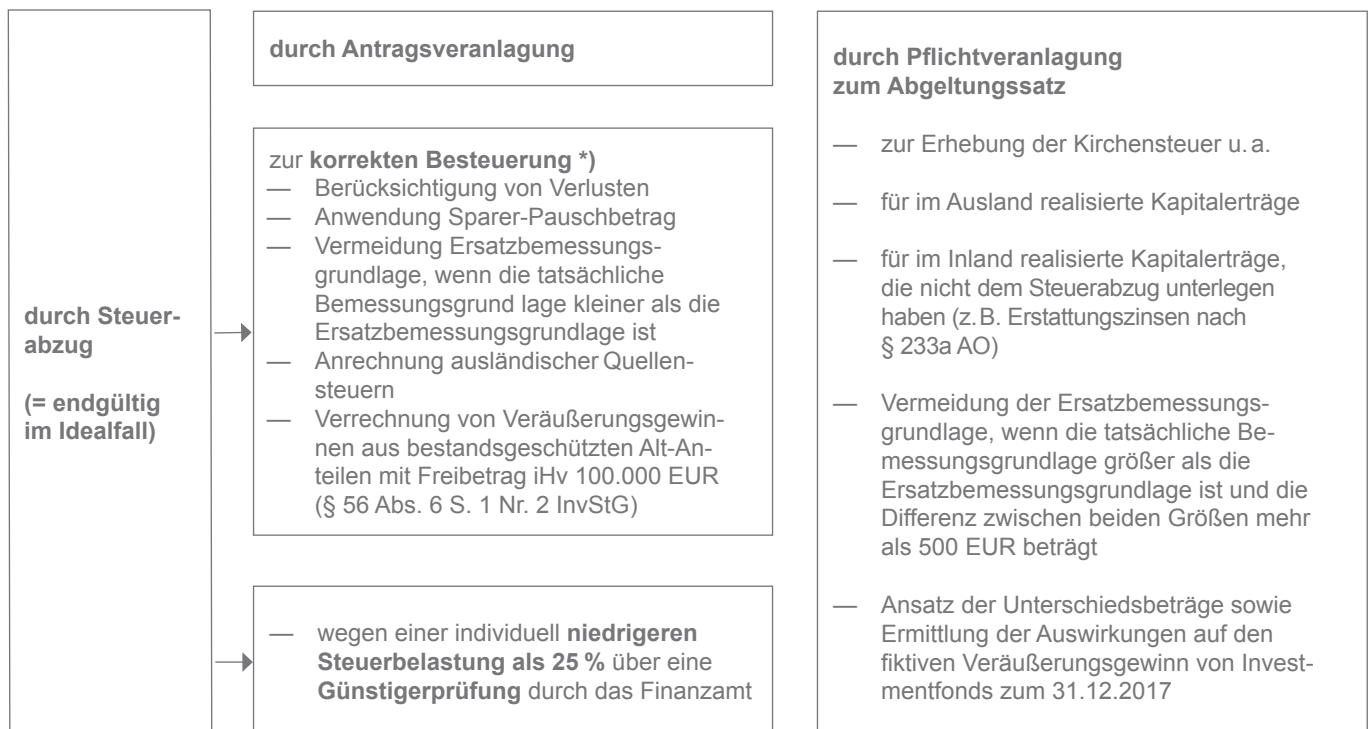 durch Steuer-
abzug
(= endgültig
im Idealfall)
durch Antragsveranlagung
zur korrekten Besteuerung *)
— Berücksichtigung von Verlusten
— Anwendung Sparer-Pauschbetrag
— Vermeidung Ersatzbemessungs-
grundlage, wenn die tatsächliche
Bemessungsgrund lage kleiner als die
Ersatzbemessungsgrundlage ist
— Anrechnung ausländischer Quellen-
steuern
— Verrechnung von Veräußerungsgewin-
nen aus bestandsgeschützten Alt-An-
teilen mit Freibetrag iHv 100.000 EUR
(§ 56 Abs. 6 S. 1 Nr. 2 InvStG)
— wegen einer individuell niedrigeren
Steuerbelastung als 25 % über eine
Günstigerprüfung durch das Finanzamt
durch Pflichtveranlagung
zum Abgeltungssatz
— zur Erhebung der Kirchensteuer u. a.
— für im Ausland realisierte Kapitalerträge
— für im Inland realisierte Kapitalerträge,
die nicht dem Steuerabzug unterlegen
haben (z. B. Erstattungszinsen nach
§ 233a AO)
— Vermeidung der Ersatzbemessungs-
grundlage, wenn die tatsächliche Be-
messungsgrundlage größer als die
Ersatzbemessungsgrundlage ist und die
Differenz zwischen beiden Größen mehr
als 500 EUR beträgt
— Ansatz der Unterschiedsbeträge sowie
Ermittlung der Auswirkungen auf den
fiktiven Veräußerungsgewinn von Invest-
mentfonds zum 31.12.2017